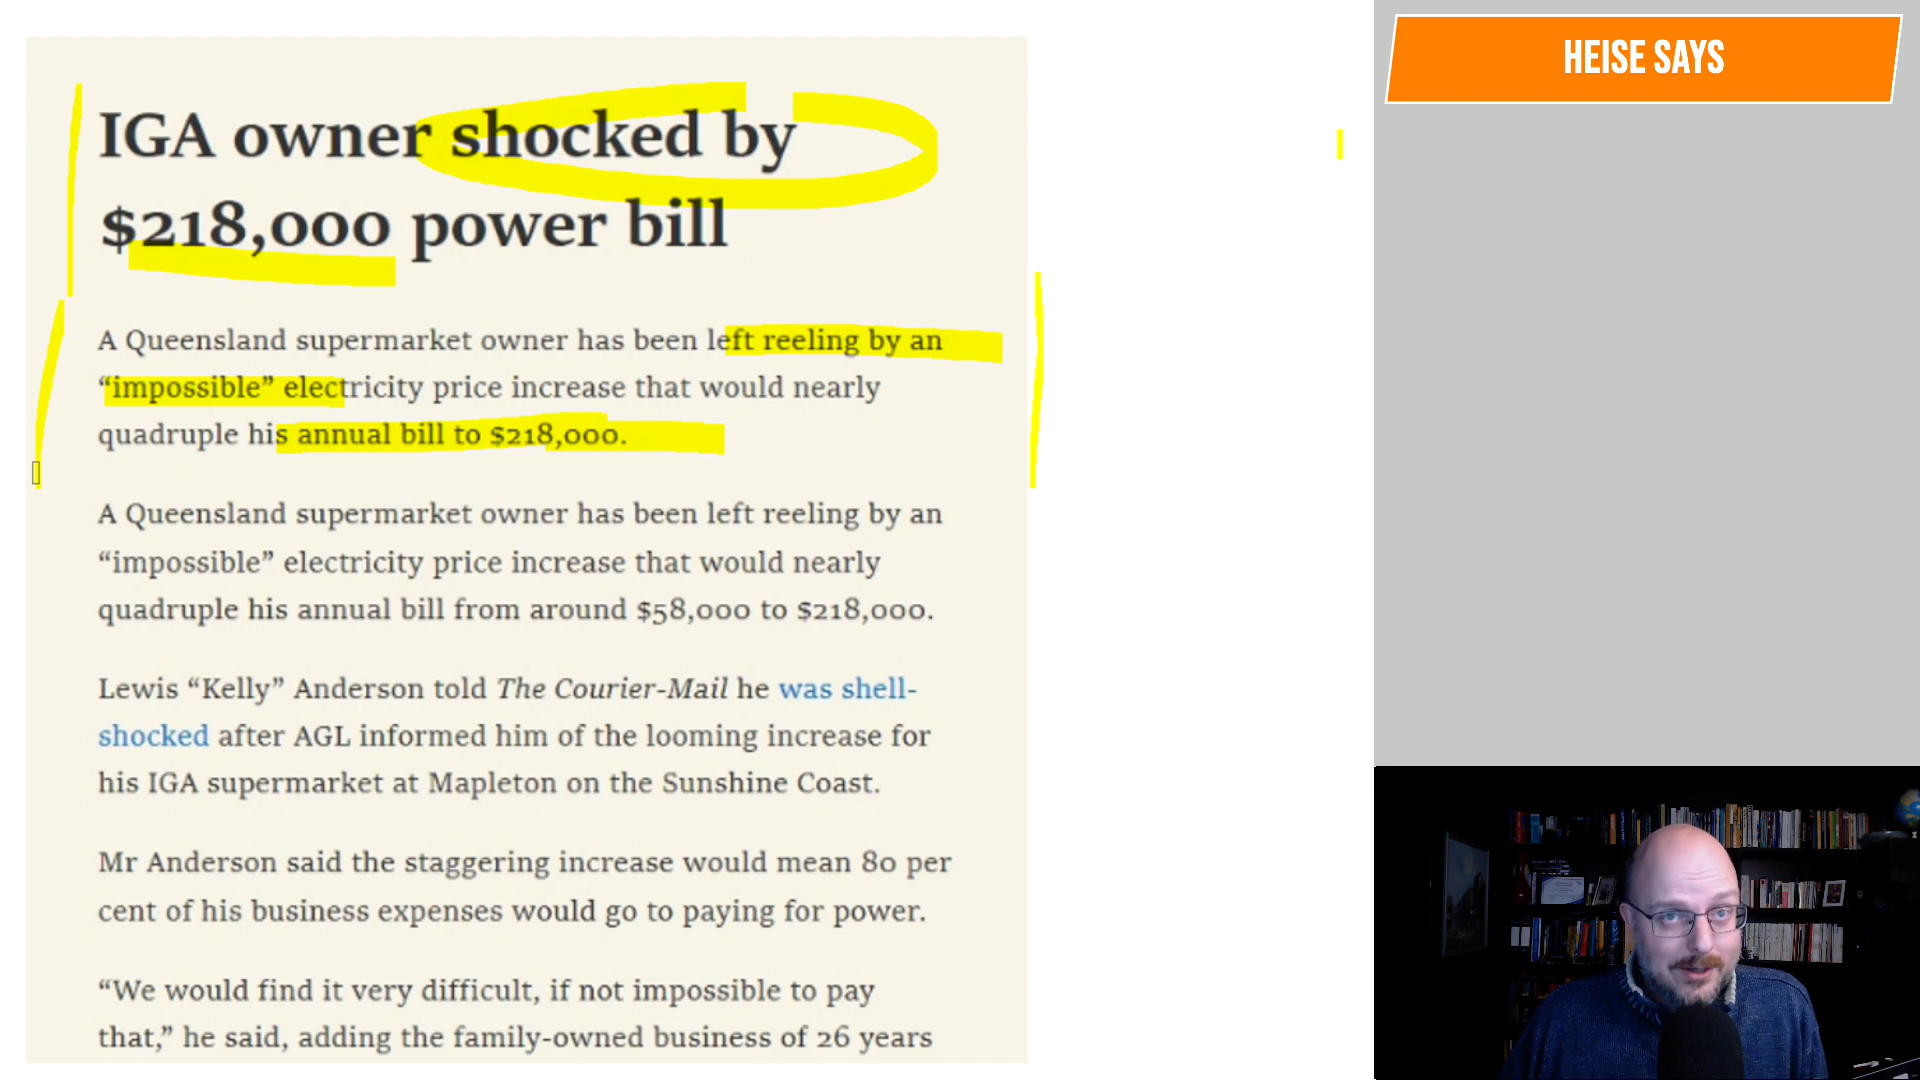 IGA owner shocked by
$218,000 power bill
A Queensland supermarket owner has been left reeling by an
“impossible” electricity price increase that would nearly
quadruple his annual bill to $218,000.
A Queensland supermarket owner has been left reeling by an
“impossible” electricity price increase that would nearly
quadruple his annual bill from around $58,000 to $218,000.
Lewis “Kelly” Anderson told The Courier-Mail he was shell-
shocked after AGL informed him of the looming increase for
his IGA supermarket at Mapleton on the Sunshine Coast.
Mr Anderson said the staggering increase would mean 80 per
cent of his business expenses would go to paying for power.
“We would find it very difficult, if not impossible to pay
that,” he said, adding the family-owned business of 26 years
HEISE SAYS